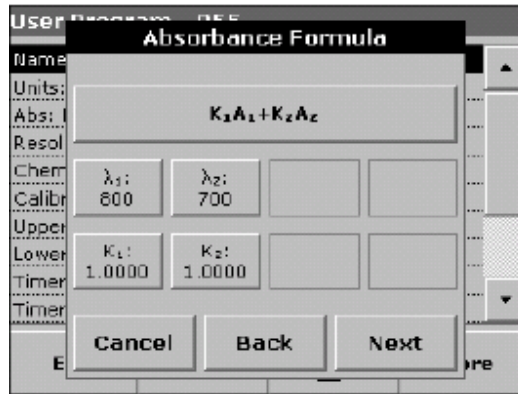 User Program
Absorbance Formula
Name
Units:
K₁A₁+K₂A₂
Abs:
Resol
Chem
λ₁: λ₂:
Calibr
800 700
Upper
Lower
K₁: K₂:
1.0000 1.0000
Timer
Timer
Cancel Back Next
E ore